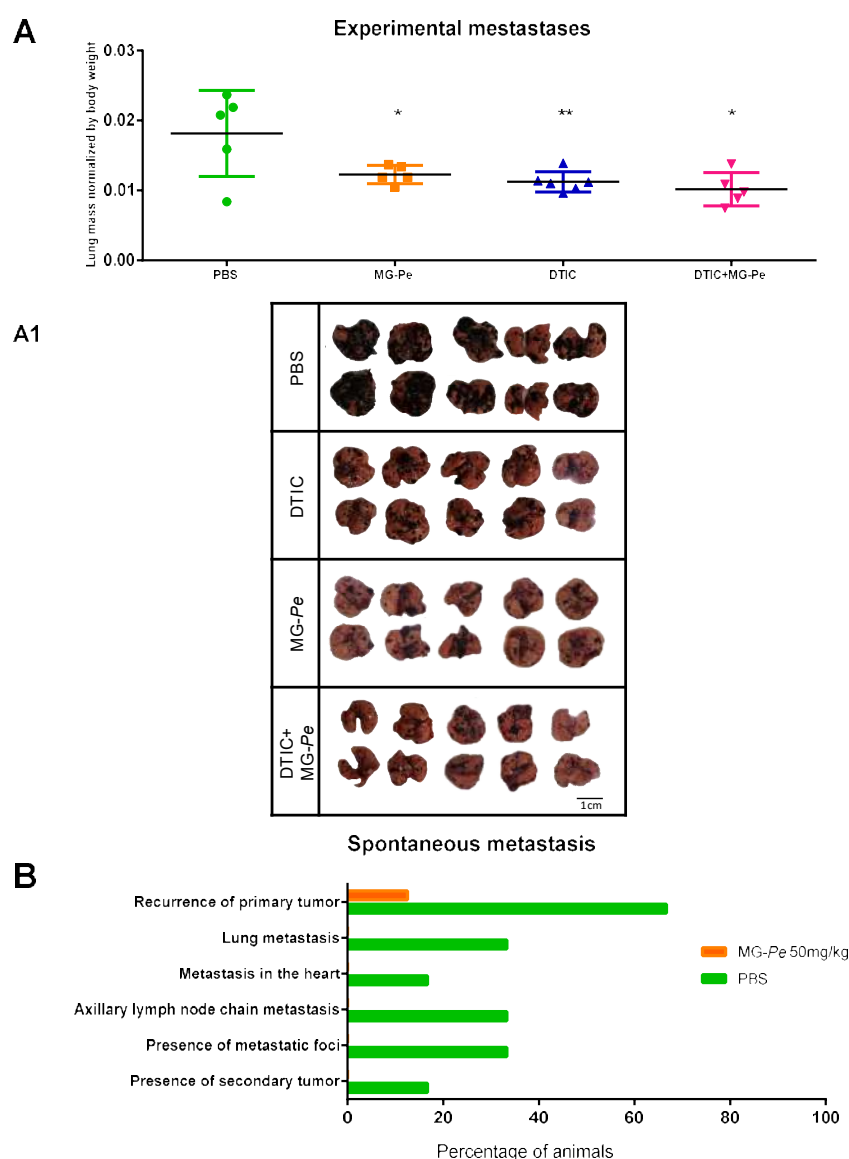 A
Experimental mestastases
Lung mass normalized by body weight
0.03
0.02
0.01
0.00
*
**
*
PBS
MG-Pe
DTIC
DTIC+MG-Pe
A1
PBS
DTIC
MG-Pe
DTIC+
MG-Pe
1cm
Spontaneous metastasis
B
Recurrence of primary tumor
Lung metastasis
Metastasis in the heart
Axillary lymph node chain metastasis
Presence of metastatic foci
Presence of secondary tumor
MG-Pe 50mg/kg
PBS
0
20
40
60
80
100
Percentage of animals